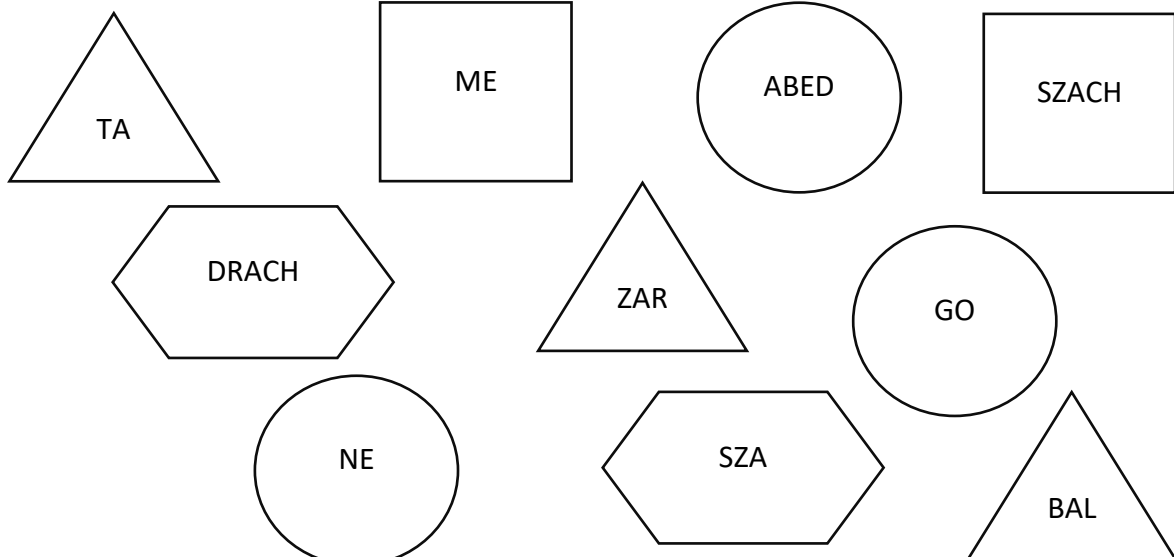 TA
ME
ABED
SZACH
DRACH
ZAR
GO
NE
SZA
BAL